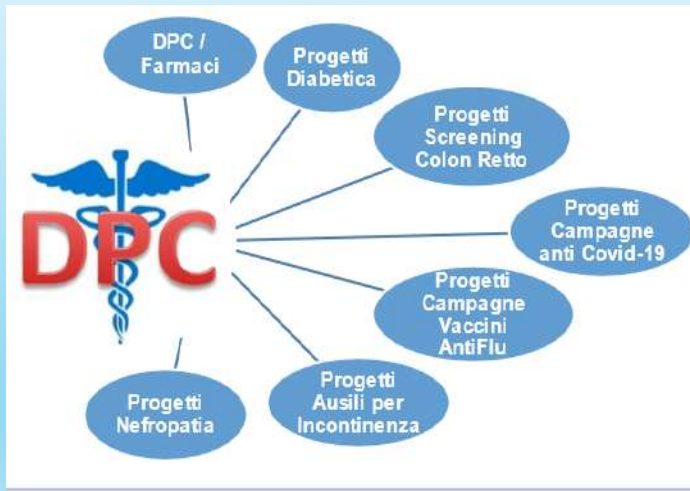 DPC /
Farmaci
Progetti
Diabetica
Progetti
Screening
Colon Retto
Progetti
Campagne
anti Covid-19
DPC
Progetti
Campagne
Vaccini
AntiFlu
Progetti
Ausili per
Incontinenza
Progetti
Nefropatia